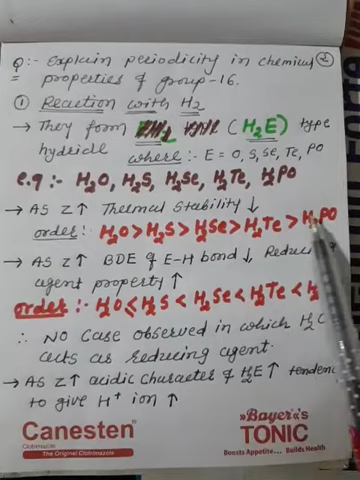 Q:- Explain periodicity in chemical ②
properties of group-16.
① Reaction with H₂
→ They form (H₂E) type
hydride where:- E = O, S, Se, Te, PO
e.g:- H₂O, H₂S, H₂Se, H₂Te, H₂PO
→ AS Z↑ Thermal Stability ↓
order: H₂O > H₂S > H₂Se > H₂Te > H₂PO
→ AS Z↑ BDE of E-H bond ↓
agent property ↑
order:- H₂O < H₂S < H₂Se < H₂Te < H
∴ NO Case observed in which H₂
acts as reducing agent.
→ AS Z↑ acidic character of H₂E ↑
to give H⁺ ion ↑
Canesten
Clotrimazole
The Original Clotrimazole
»Bayer«'s
TONIC
Boosts Appetite... Builds Health